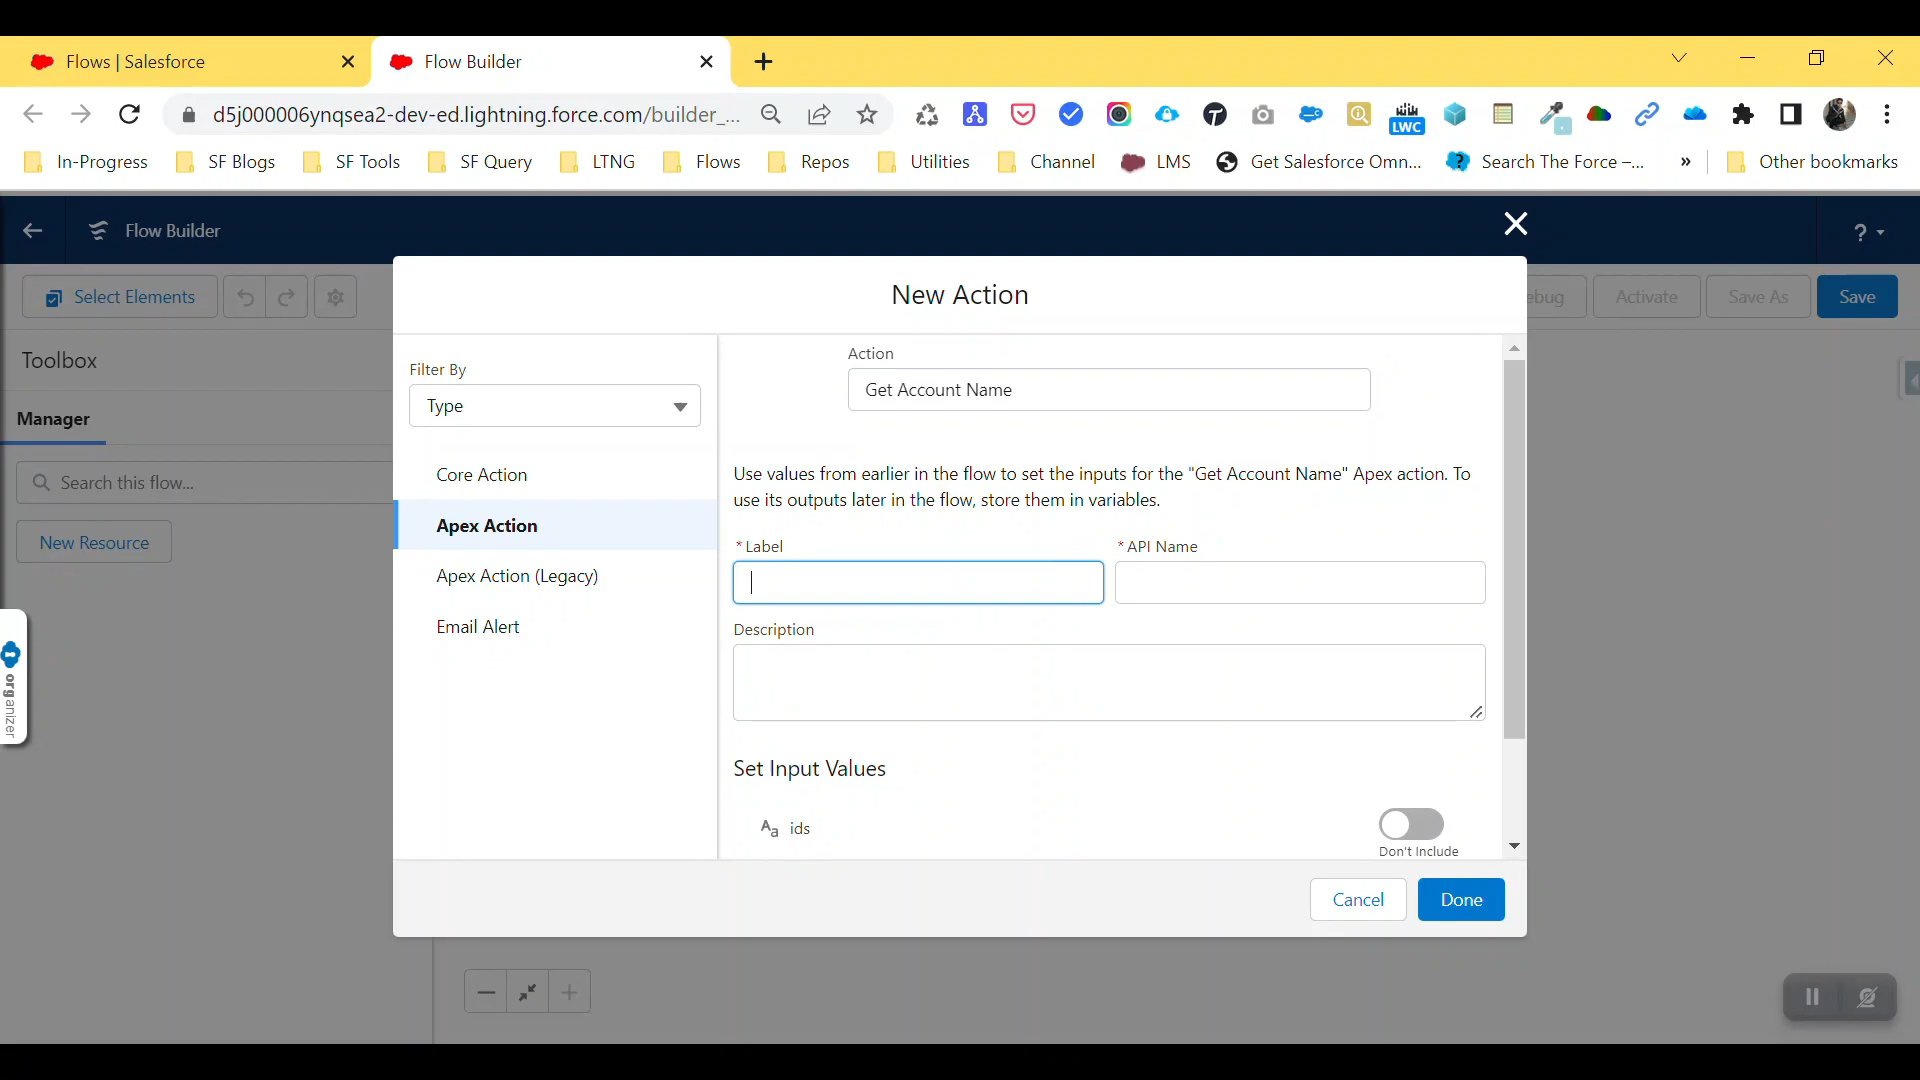 Flows | Salesforce
Flow Builder
d5j000006ynqsea2-dev-ed.lightning.force.com/builder_...
LWC
In-Progress
SF Blogs
SF Tools
SF Query
LTNG
Flows
Repos
Utilities
Channel
LMS
Get Salesforce Omn...
Search The Force –...
»
Other bookmarks
Flow Builder
?
New Action
Select Elements
ebug
Activate
Save As
Save
Toolbox
Manager
Search this flow...
New Resource
organizer
Filter By
Type
Core Action
Apex Action
Apex Action (Legacy)
Email Alert
Action
Get Account Name
Use values from earlier in the flow to set the inputs for the "Get Account Name" Apex action. To
use its outputs later in the flow, store them in variables.
* Label
* API Name
Description
Set Input Values
Aa ids
Don't Include
Cancel
Done